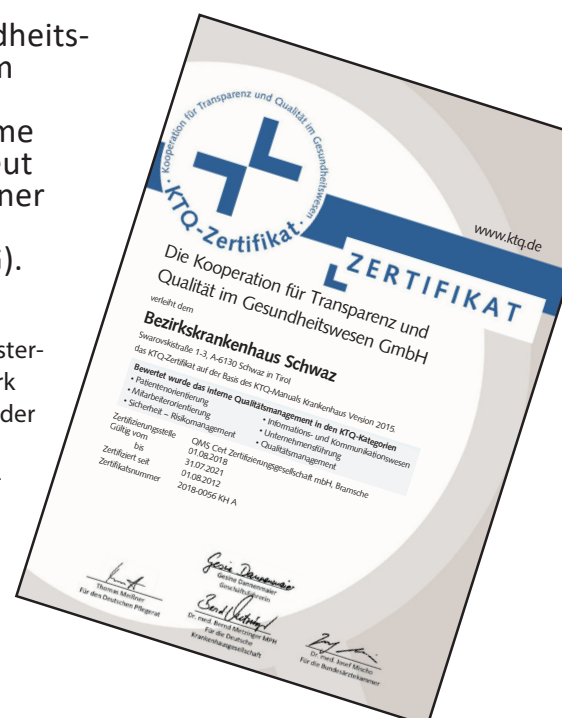 dheits-
me
eut
ner
).
ster-
rk
der
Kooperation für Transparenz und Qualität im Gesundheitswesen
KTQ-Zertifikat
www.ktq.de
ZERTIFIKAT
Die Kooperation für Transparenz und
Qualität im Gesundheitswesen GmbH
verleiht dem
Bezirkskrankenhaus Schwaz
Swarovskistraße 1-3, A-6130 Schwaz in Tirol
das KTQ-Zertifikat auf der Basis des KTQ-Manuals Krankenhaus Version 2015.
Bewertet wurde das interne Qualitätsmanagement in den KTQ-Kategorien
• Patientenorientierung
• Mitarbeiterorientierung
• Sicherheit – Risikomanagement
• Informations- und Kommunikationswesen
• Unternehmensführung
• Qualitätsmanagement
Zertifizierungsstelle QMS Cert Zertifizierungsgesellschaft mbH, Bramsche
Gültig vom 01.08.2018
bis 31.07.2021
Zertifiziert seit 01.08.2012
Zertifikatsnummer 2018-0056 KH A
Thomas Meißner
Für den Deutschen Pflegerat
Gesine Dannenmaier
Geschäftsführerin
Dr. med. Bernd Metzinger MPH
Für die Deutsche
Krankenhausgesellschaft
Dr. med. Josef Mischo
Für die Bundesärztekammer